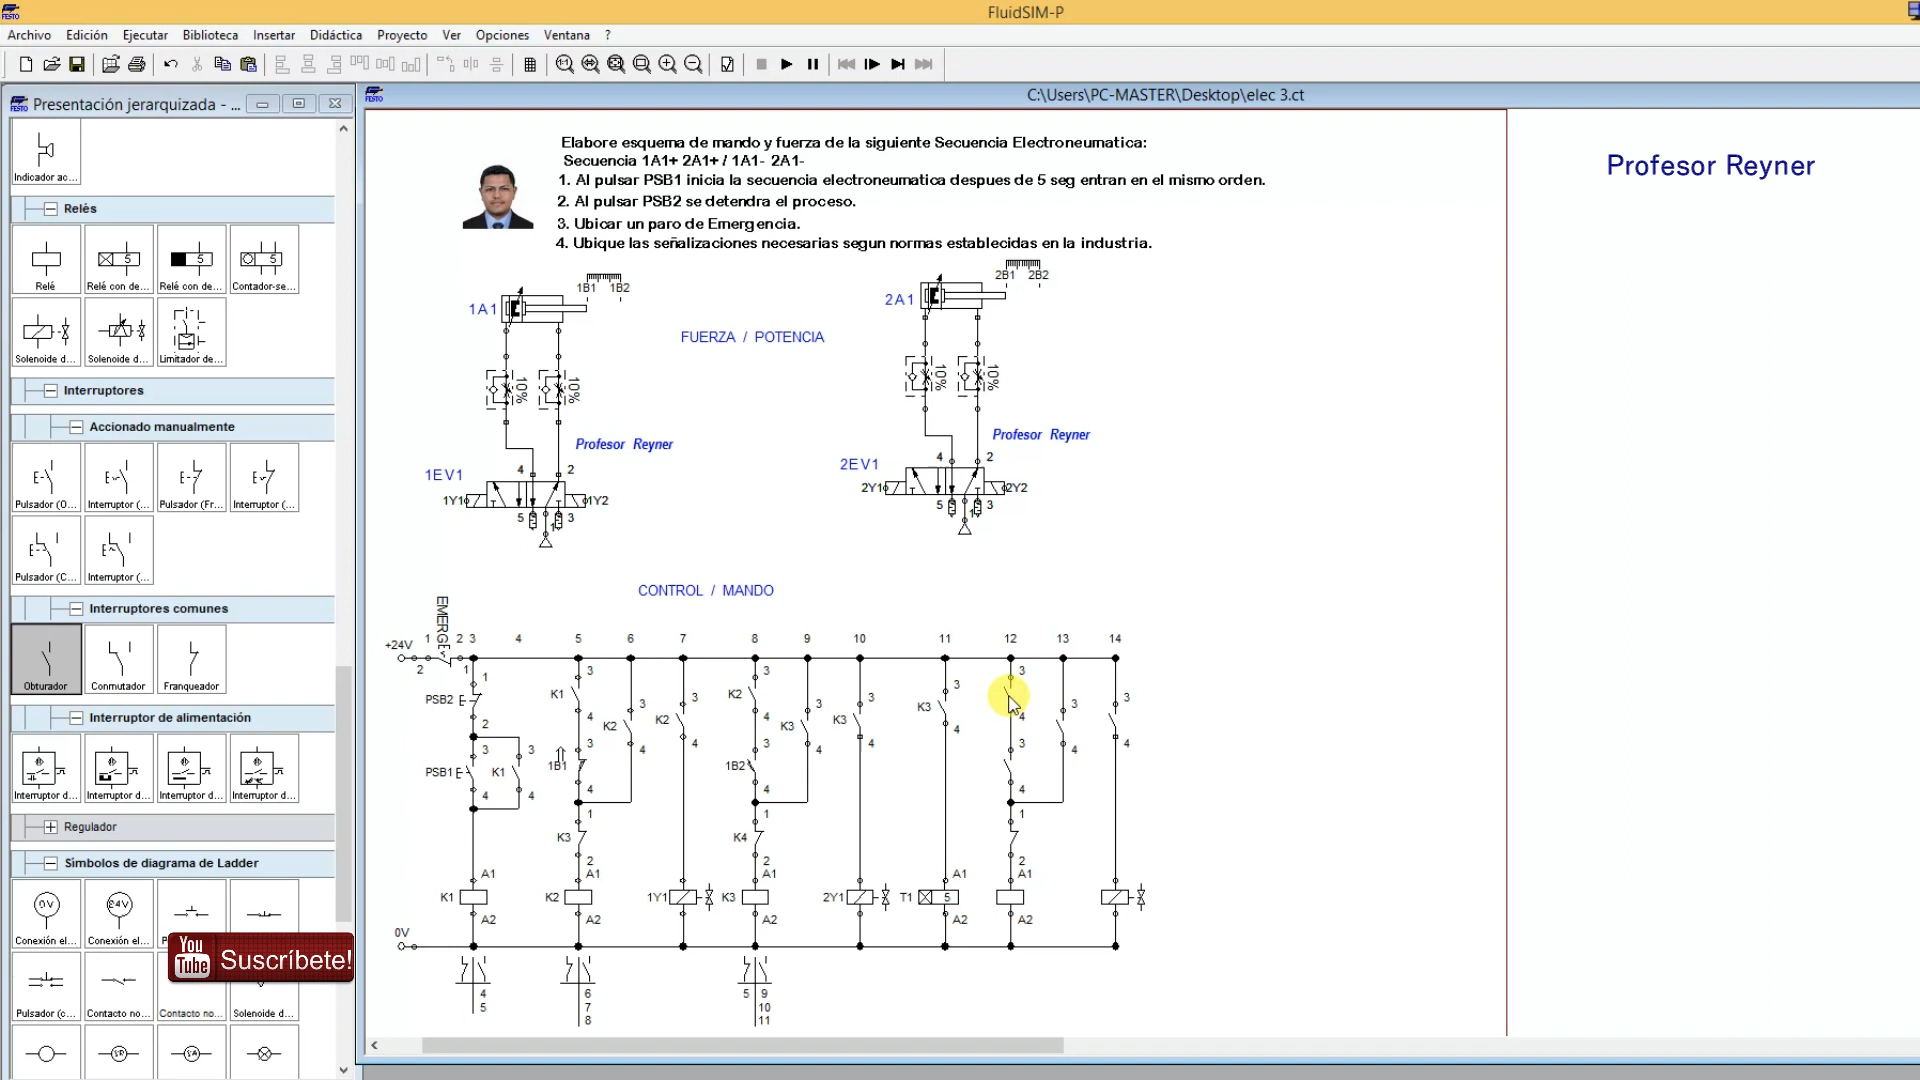 FluidSIM-P
Archivo Edición Ejecutar Biblioteca Insertar Didáctica Proyecto Ver Opciones Ventana ?
Presentación jerarquizada - ...
C:\Users\PC-MASTER\Desktop\elec 3.ct
Indicador ac...
Relés
Relé Relé con de... Relé con de... Contador-se...
Solenoide d... Solenoide d... Limitador de...
Interruptores
Accionado manualmente
Pulsador (O... Interruptor (... Pulsador (Fr... Interruptor (...
Pulsador (C... Interruptor (...
Interruptores comunes
Obturador Conmutador Franqueador
Interruptor de alimentación
Interruptor d... Interruptor d... Interruptor d... Interruptor d...
Regulador
Símbolos de diagrama de Ladder
0V 24V
Conexión el... Conexión el...
You Tube Suscríbete!
Pulsador (c... Contacto no... Contacto no... Solenoide d...
SR SA
Elabore esquema de mando y fuerza de la siguiente Secuencia Electroneumatica:
Secuencia 1A1+ 2A1+ / 1A1- 2A1-
1. Al pulsar PSB1 inicia la secuencia electroneumatica despues de 5 seg entran en el mismo orden.
2. Al pulsar PSB2 se detendra el proceso.
3. Ubicar un paro de Emergencia.
4. Ubique las señalizaciones necesarias segun normas establecidas en la industria.
Profesor Reyner
1B1 1B2 2B1 2B2
1A1 2A1
FUERZA / POTENCIA
10% 10% 10% 10%
Profesor Reyner Profesor Reyner
1EV1 4 2 2EV1 4 2
1Y1 1Y2 2Y1 2Y2
5 1 3 5 1 3
CONTROL / MANDO
EMERGE
+24V 1 2 3 4 5 6 7 8 9 10 11 12 13 14
2 1 1 3 3 3
PSB2 K1 K2 K3
2 4 3 4 3 4 3 4 3 4 3 4 3 4 3 4
K2 K2 K3 K3
3 3 3 3 3
PSB1 K1 1B1 1B2
4 4 4 4 4
1 1 1
K3 K4
2 2 2
A1 A1 A1 A1 A1
K1 K2 1Y1 K3 2Y1 T1 5
A2 A2 A2 A2 A2
0V
4 6 5 9
5 7 10
8 11